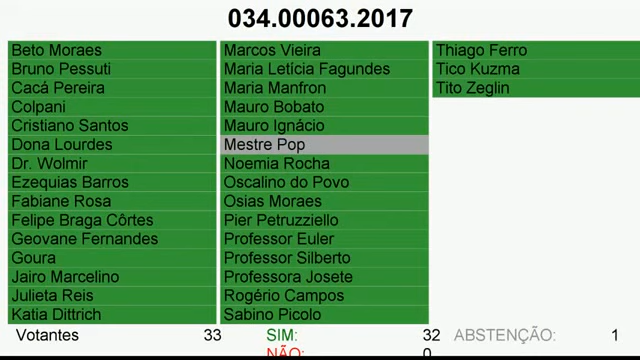 034.00063.2017
Beto Moraes
Bruno Pessuti
Cacá Pereira
Colpani
Cristiano Santos
Dona Lourdes
Dr. Wolmir
Ezequias Barros
Fabiane Rosa
Felipe Braga Côrtes
Geovane Fernandes
Goura
Jairo Marcelino
Julieta Reis
Katia Dittrich
Marcos Vieira
Maria Letícia Fagundes
Maria Manfron
Mauro Bobato
Mauro Ignácio
Mestre Pop
Noemia Rocha
Oscalino do Povo
Osias Moraes
Pier Petruzziello
Professor Euler
Professor Silberto
Professora Josete
Rogério Campos
Sabino Picolo
Thiago Ferro
Tico Kuzma
Tito Zeglin
Votantes 33 SIM: 32 ABSTENÇÃO: 1
NÃO: 0